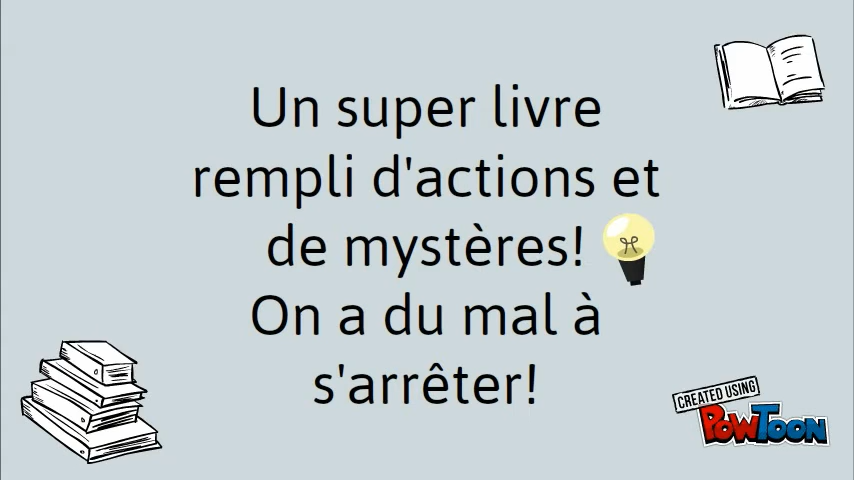 Un super livre
rempli d'actions et
de mystères!
On a du mal à
s'arrêter!
CREATED USING
POWTOON